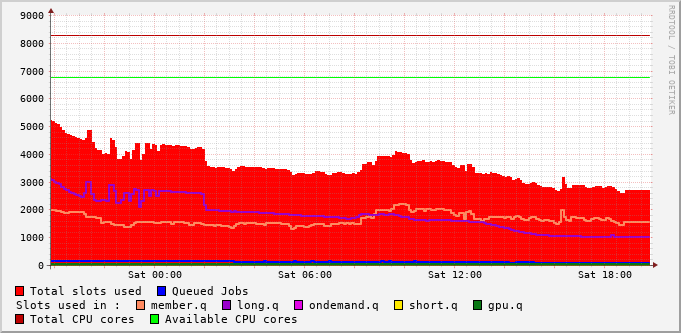 9000
8000
7000
6000
5000
4000
3000
2000
1000
0
Sat 00:00 Sat 06:00 Sat 12:00 Sat 18:00
Total slots used Queued Jobs
Slots used in : member.q long.q ondemand.q short.q gpu.q
Total CPU cores Available CPU cores
RRDTOOL / TOBI OETIKER